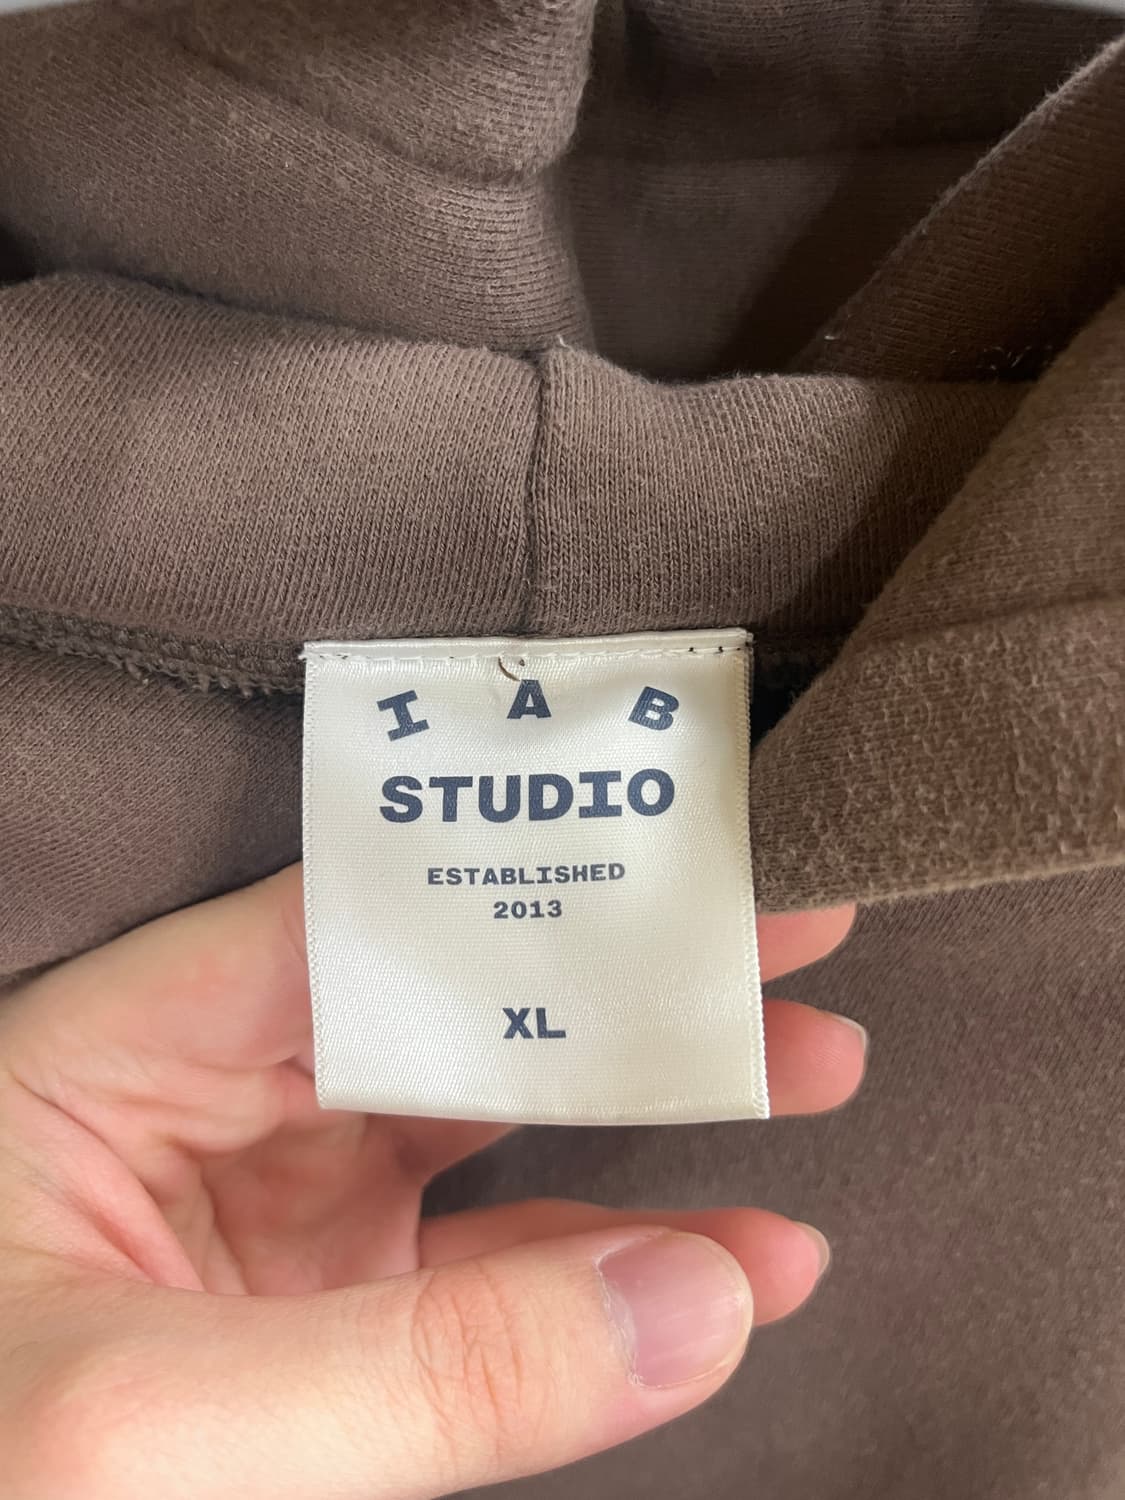 I A B
STUDIO
ESTABLISHED
2013
XL